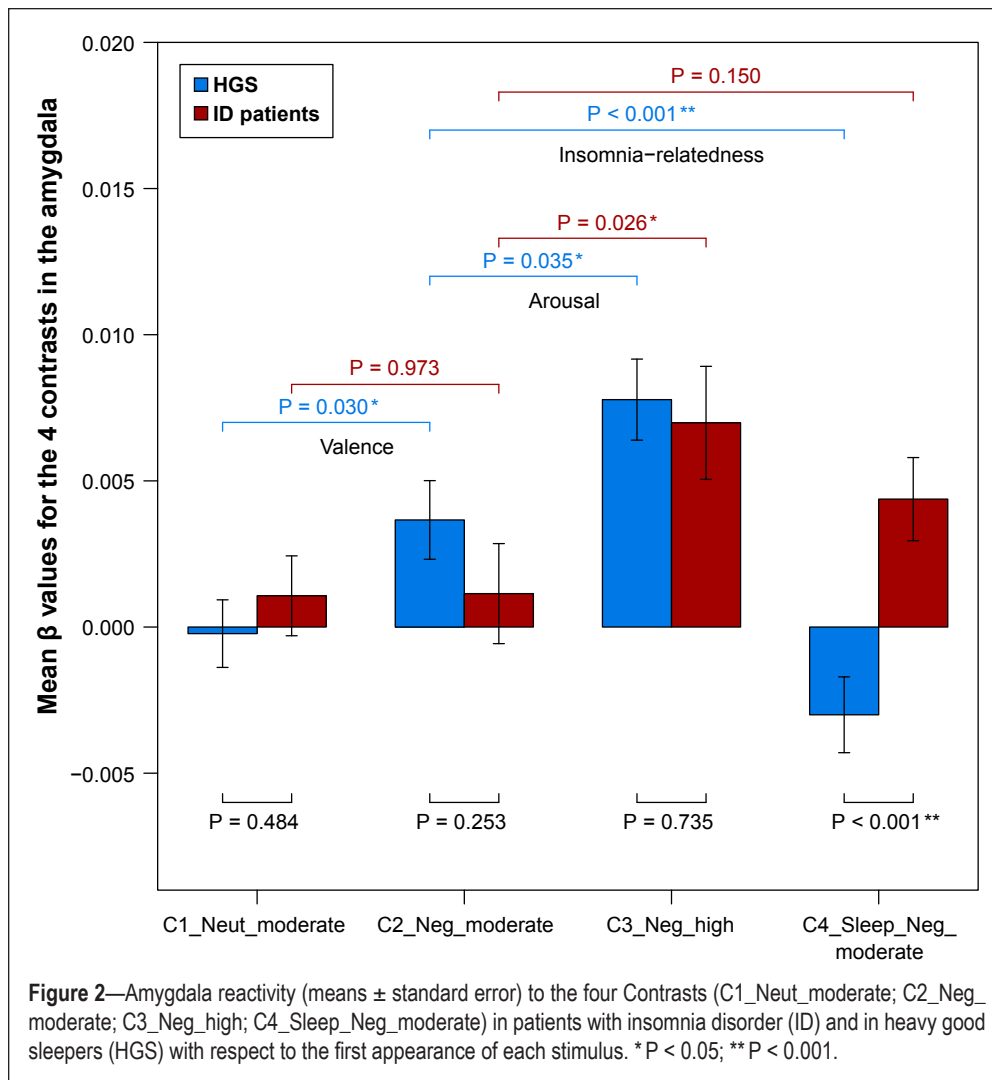 0.020
HGS
ID patients
P = 0.150
P < 0.001**
Insomnia−relatedness
0.015
P = 0.026*
P = 0.035*
Arousal
0.010
P = 0.973
P = 0.030*
Valence
0.005
0.000
−0.005
Mean β values for the 4 contrasts in the amygdala
P = 0.484
P = 0.253
P = 0.735
P < 0.001**
C1_Neut_moderate
C2_Neg_moderate
C3_Neg_high
C4_Sleep_Neg_
moderate
Figure 2—Amygdala reactivity (means ± standard error) to the four Contrasts (C1_Neut_moderate; C2_Neg_
moderate; C3_Neg_high; C4_Sleep_Neg_moderate) in patients with insomnia disorder (ID) and in heavy good
sleepers (HGS) with respect to the first appearance of each stimulus. * P < 0.05; ** P < 0.001.